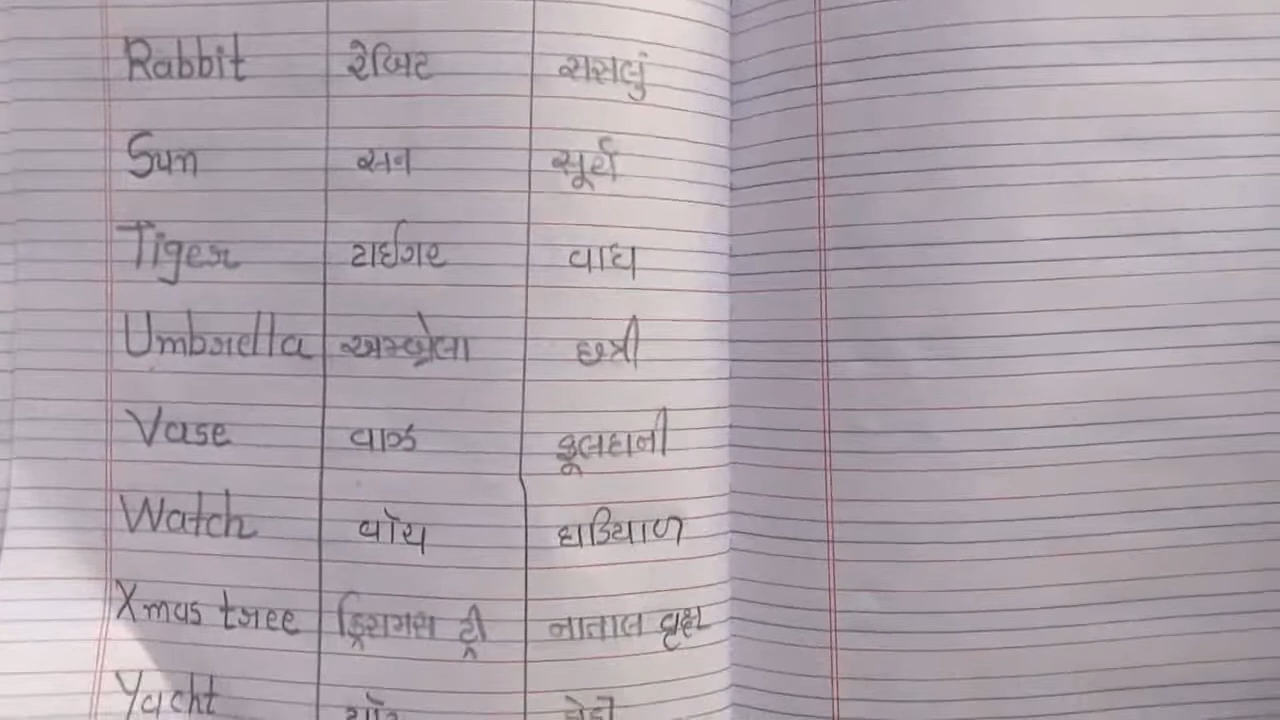 Rabbit રેબિટ સસલું
Sun સન સૂર્ય
Tiger ટાઈગર વાઘ
Umbrella અમ્બ્રેલા છત્રી
Vase વાઝ ફૂલદાની
Watch વૉચ ઘડિયાળ
Xmas tree ક્રિસમસ ટ્રી નાતાલ વૃક્ષ
Yacht